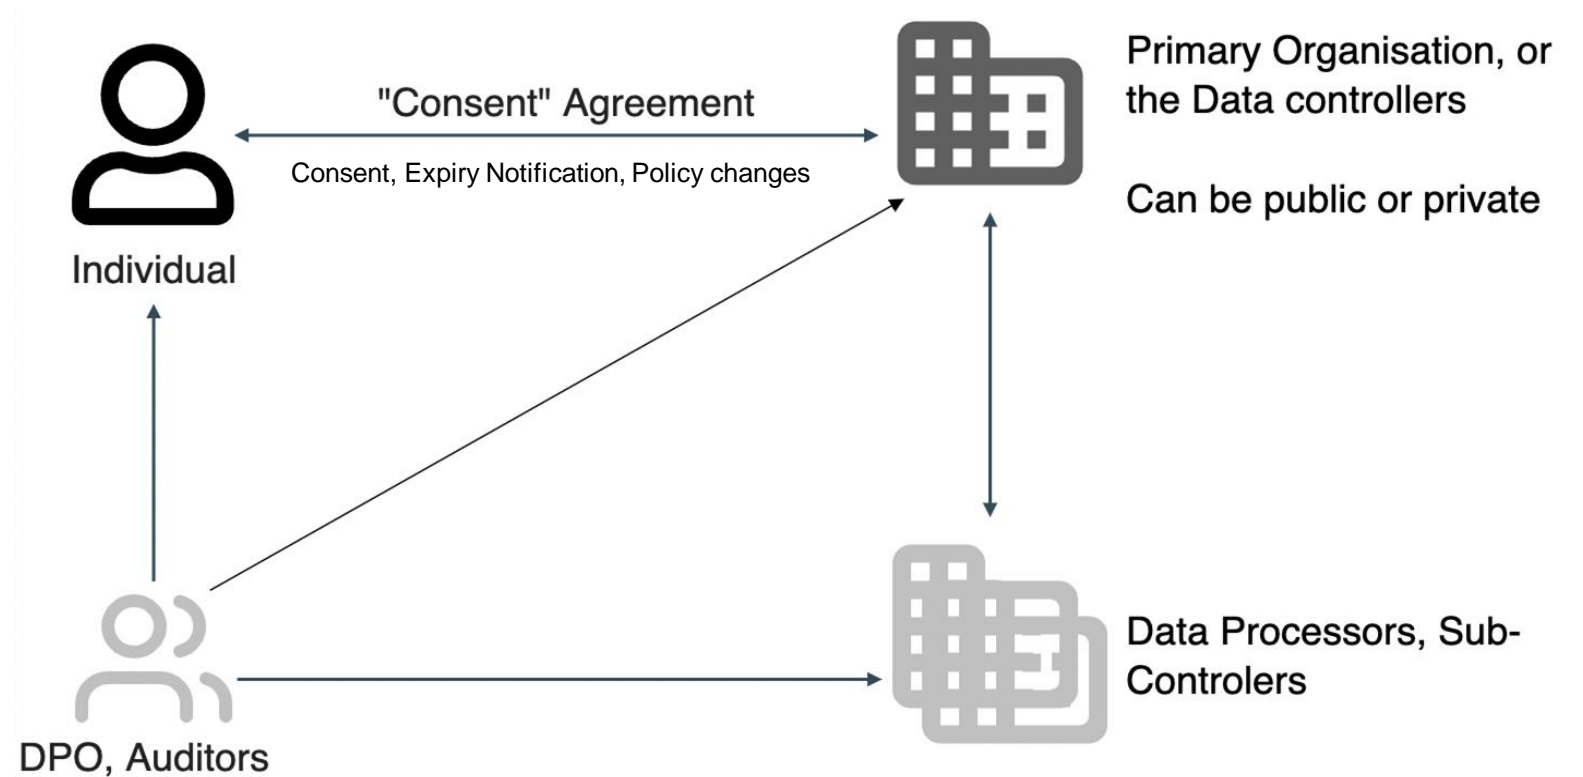 "Consent" Agreement
Consent, Expiry Notification, Policy changes
Individual
Primary Organisation, or
the Data controllers
Can be public or private
DPO, Auditors
Data Processors, Sub-
Controlers